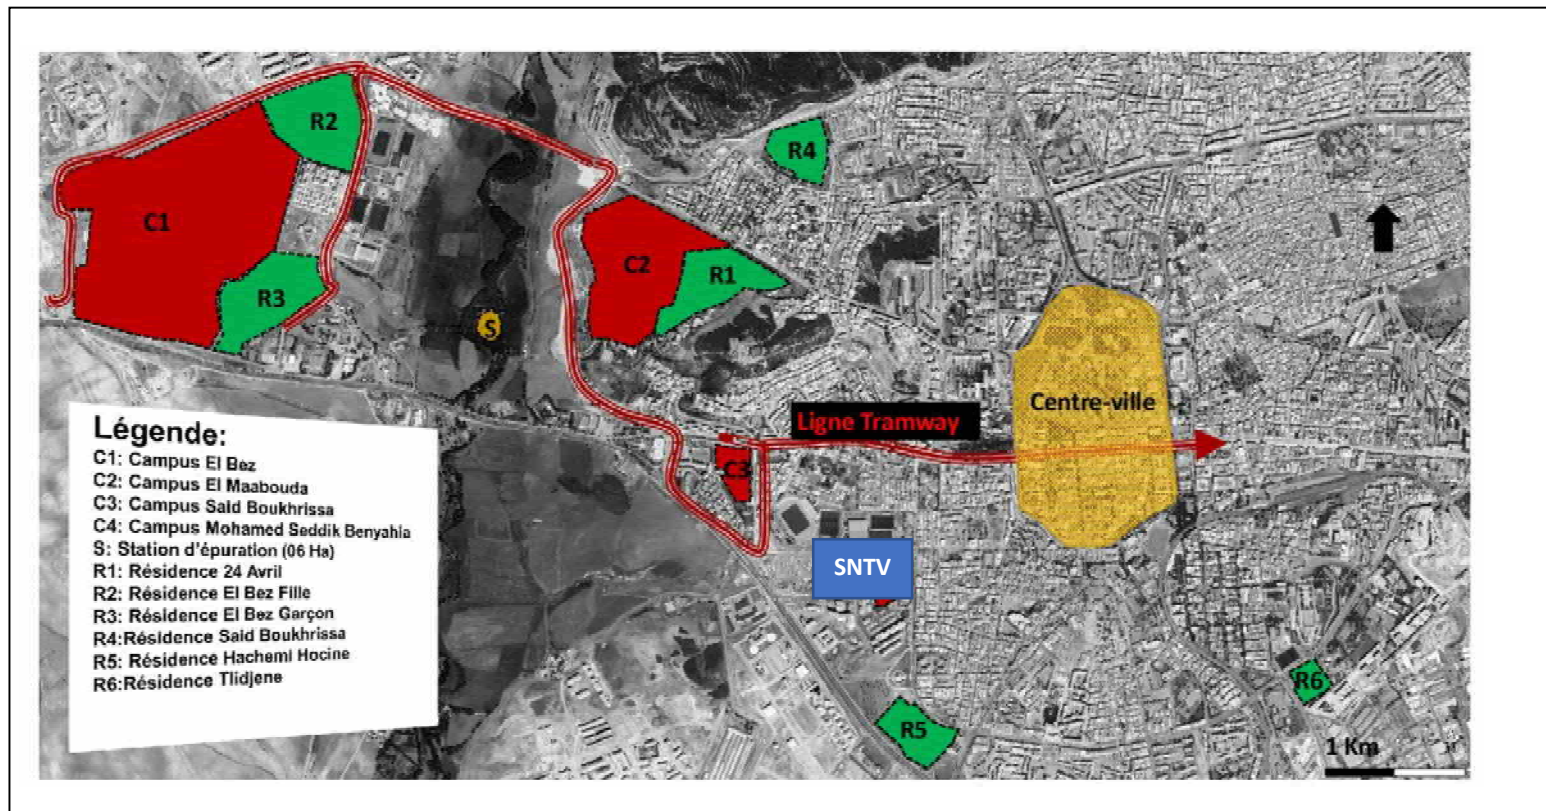 R2
R4
C1
C2
R1
R3
S
Centre-ville
Ligne Tramway
C3
SNTV
R5
R6
1 Km
Légende:
C1: Campus El Bez
C2: Campus El Maabouda
C3: Campus Said Boukhrissa
C4: Campus Mohamed Seddik Benyahia
S: Station d'épuration (06 Ha)
R1: Résidence 24 Avril
R2: Résidence El Bez Fille
R3: Résidence El Bez Garçon
R4:Résidence Said Boukhrissa
R5: Résidence Hachemi Hocine
R6:Résidence Tlidjene